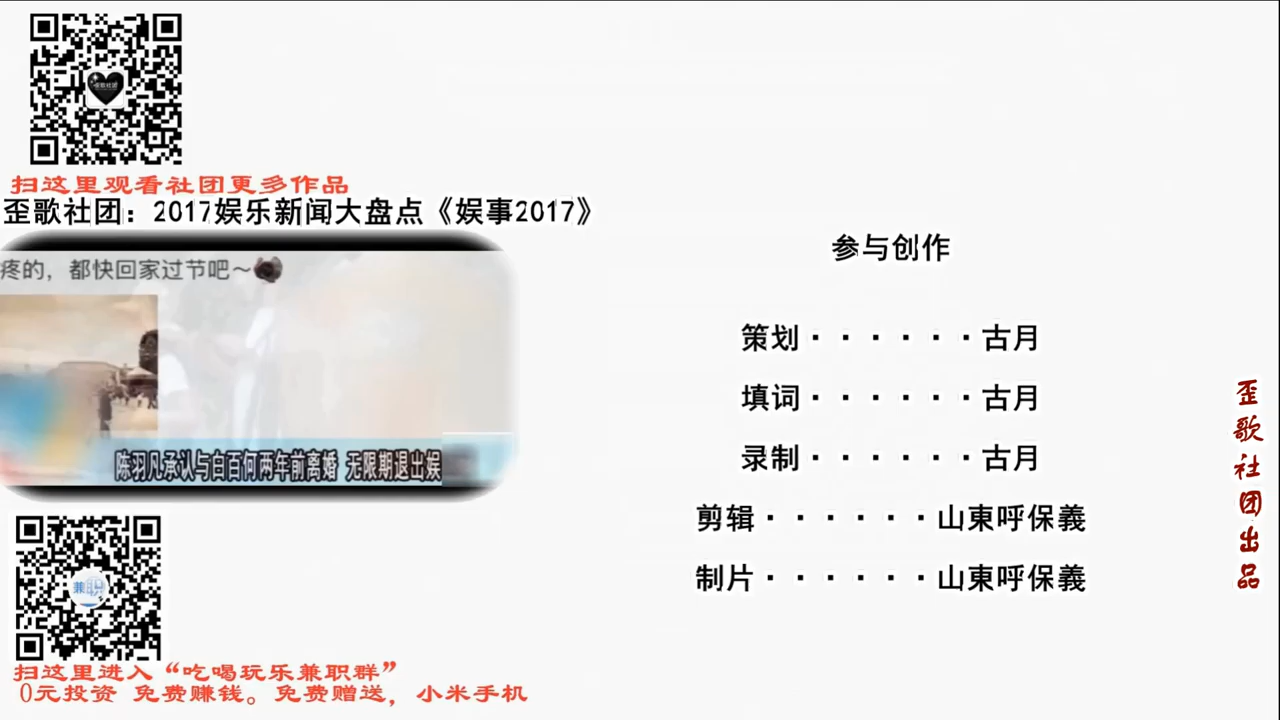 扫这里观看社团更多作品
歪歌社团：2017娱乐新闻大盘点《娱事2017》
疼的，都快回家过节吧～
陈羽凡承认与白百何两年前离婚 无限期退出娱
兼职
扫这里进入“吃喝玩乐兼职群”
0元投资 免费赚钱。免费赠送，小米手机
参与创作
策划······古月
填词······古月
录制······古月
剪辑······山東呼保義
制片······山東呼保義
歪歌社团出品